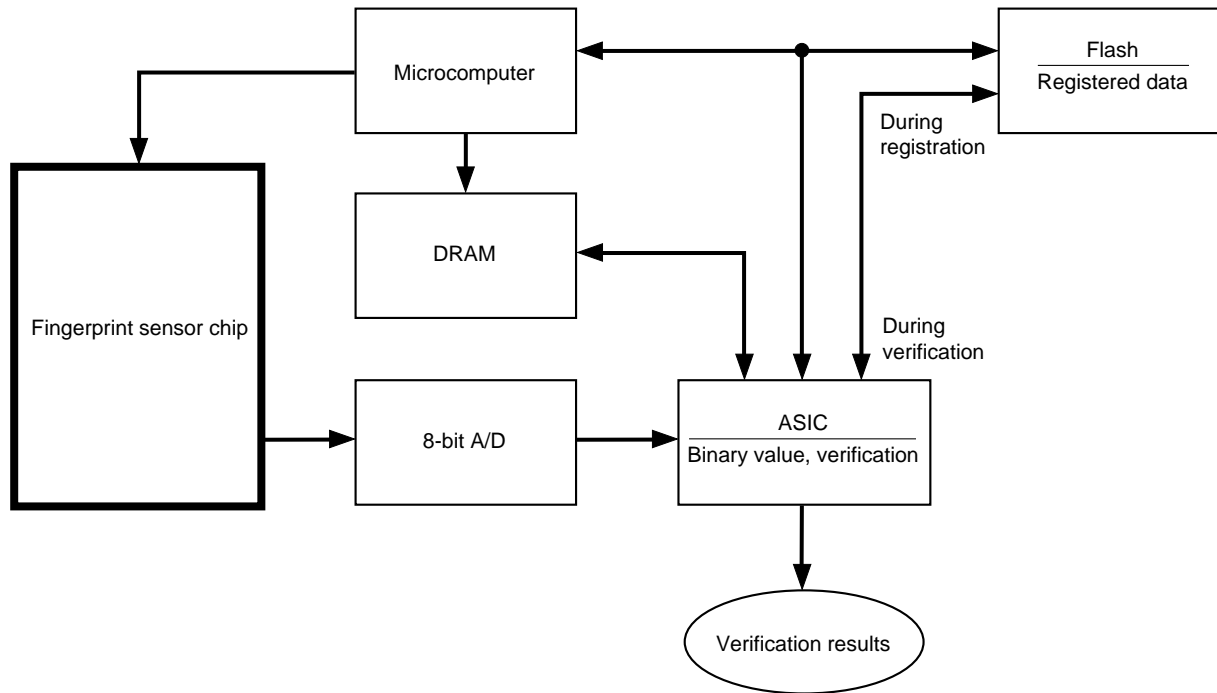 Microcomputer
Flash
Registered data
During
registration
DRAM
Fingerprint sensor chip
During
verification
8-bit A/D
ASIC
Binary value, verification
Verification results